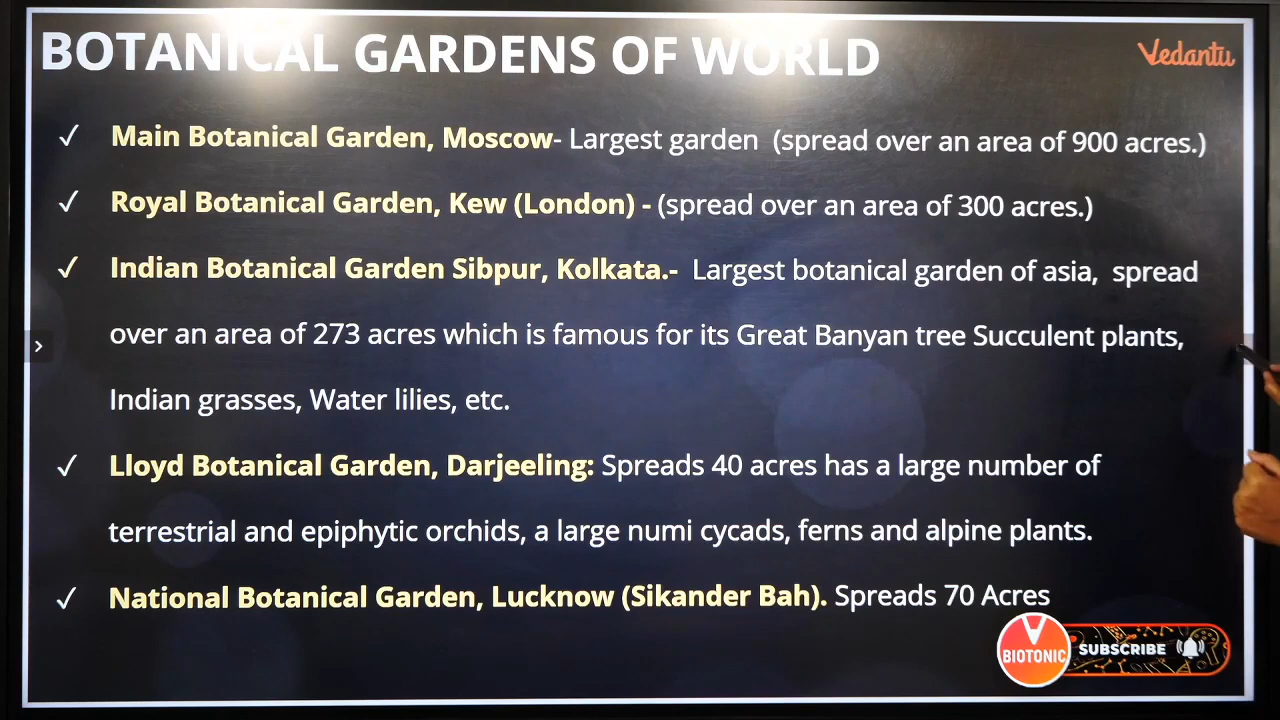 BOTANICAL GARDENS OF WORLD
Vedantu
✓ Main Botanical Garden, Moscow- Largest garden (spread over an area of 900 acres.)
✓ Royal Botanical Garden, Kew (London) - (spread over an area of 300 acres.)
✓ Indian Botanical Garden Sibpur, Kolkata.- Largest botanical garden of asia, spread
over an area of 273 acres which is famous for its Great Banyan tree Succulent plants,
Indian grasses, Water lilies, etc.
✓ Lloyd Botanical Garden, Darjeeling: Spreads 40 acres has a large number of
terrestrial and epiphytic orchids, a large numi cycads, ferns and alpine plants.
✓ National Botanical Garden, Lucknow (Sikander Bah). Spreads 70 Acres
BIOTONIC SUBSCRIBE